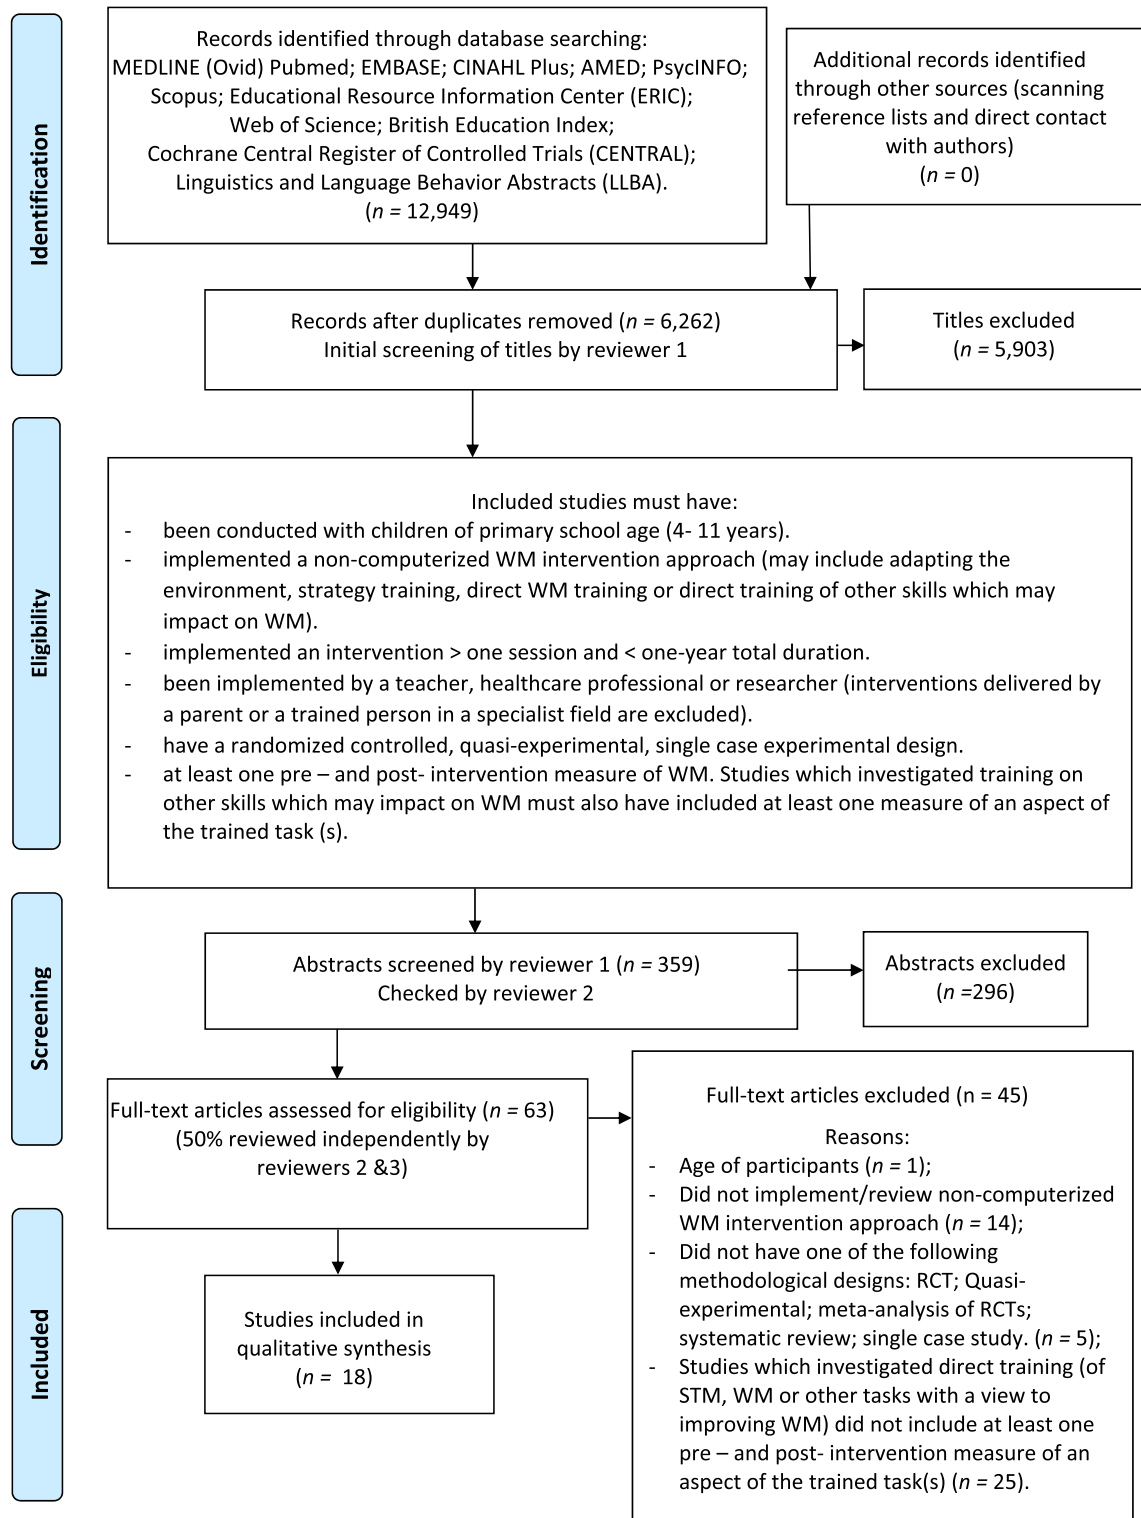 Identification
Records identified through database searching:
MEDLINE (Ovid) Pubmed; EMBASE; CINAHL Plus; AMED; PsycINFO;
Scopus; Educational Resource Information Center (ERIC);
Web of Science; British Education Index;
Cochrane Central Register of Controlled Trials (CENTRAL);
Linguistics and Language Behavior Abstracts (LLBA).
(n = 12,949)
Additional records identified
through other sources (scanning
reference lists and direct contact
with authors)
(n = 0)
Records after duplicates removed (n = 6,262)
Initial screening of titles by reviewer 1
Titles excluded
(n = 5,903)
Eligibility
Included studies must have:
- been conducted with children of primary school age (4- 11 years).
- implemented a non-computerized WM intervention approach (may include adapting the
environment, strategy training, direct WM training or direct training of other skills which may
impact on WM).
- implemented an intervention > one session and < one-year total duration.
- been implemented by a teacher, healthcare professional or researcher (interventions delivered by
a parent or a trained person in a specialist field are excluded).
- have a randomized controlled, quasi-experimental, single case experimental design.
- at least one pre – and post- intervention measure of WM. Studies which investigated training on
other skills which may impact on WM must also have included at least one measure of an aspect of
the trained task (s).
Screening
Abstracts screened by reviewer 1 (n = 359)
Checked by reviewer 2
Abstracts excluded
(n =296)
Full-text articles assessed for eligibility (n = 63)
(50% reviewed independently by
reviewers 2 &3)
Full-text articles excluded (n = 45)
Reasons:
- Age of participants (n = 1);
- Did not implement/review non-computerized
WM intervention approach (n = 14);
- Did not have one of the following
methodological designs: RCT; Quasi-
experimental; meta-analysis of RCTs;
systematic review; single case study. (n = 5);
- Studies which investigated direct training (of
STM, WM or other tasks with a view to
improving WM) did not include at least one
pre – and post- intervention measure of an
aspect of the trained task(s) (n = 25).
Included
Studies included in
qualitative synthesis
(n =  18)